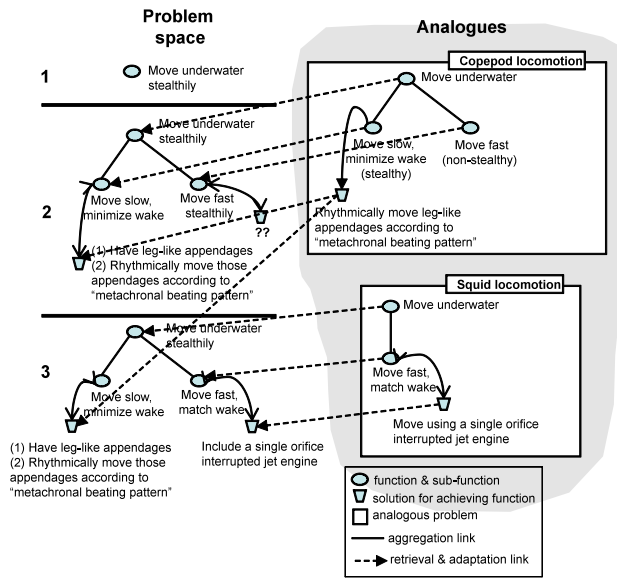 Problem
space
Analogues
1
Move underwater
stealthily
Copepod locomotion
Move underwater
Move slow,
minimize wake
(stealthy)
Move fast
(non-stealthy)
Rhythmically move leg-like
appendages according to
“metachronal beating pattern”
2
Move underwater
stealthily
Move slow,
minimize wake
Move fast
stealthily
??
(1) Have leg-like appendages
(2) Rhythmically move those
appendages according to
“metachronal beating pattern”
Squid locomotion
Move underwater
Move fast,
match wake
Move using a single orifice
interrupted jet engine
3
Move underwater
stealthily
Move slow,
minimize wake
Move fast,
match wake
(1) Have leg-like appendages
(2) Rhythmically move those
appendages according to
“metachronal beating pattern”
Include a single orifice
interrupted jet engine
function & sub-function
solution for achieving function
analogous problem
aggregation link
retrieval & adaptation link